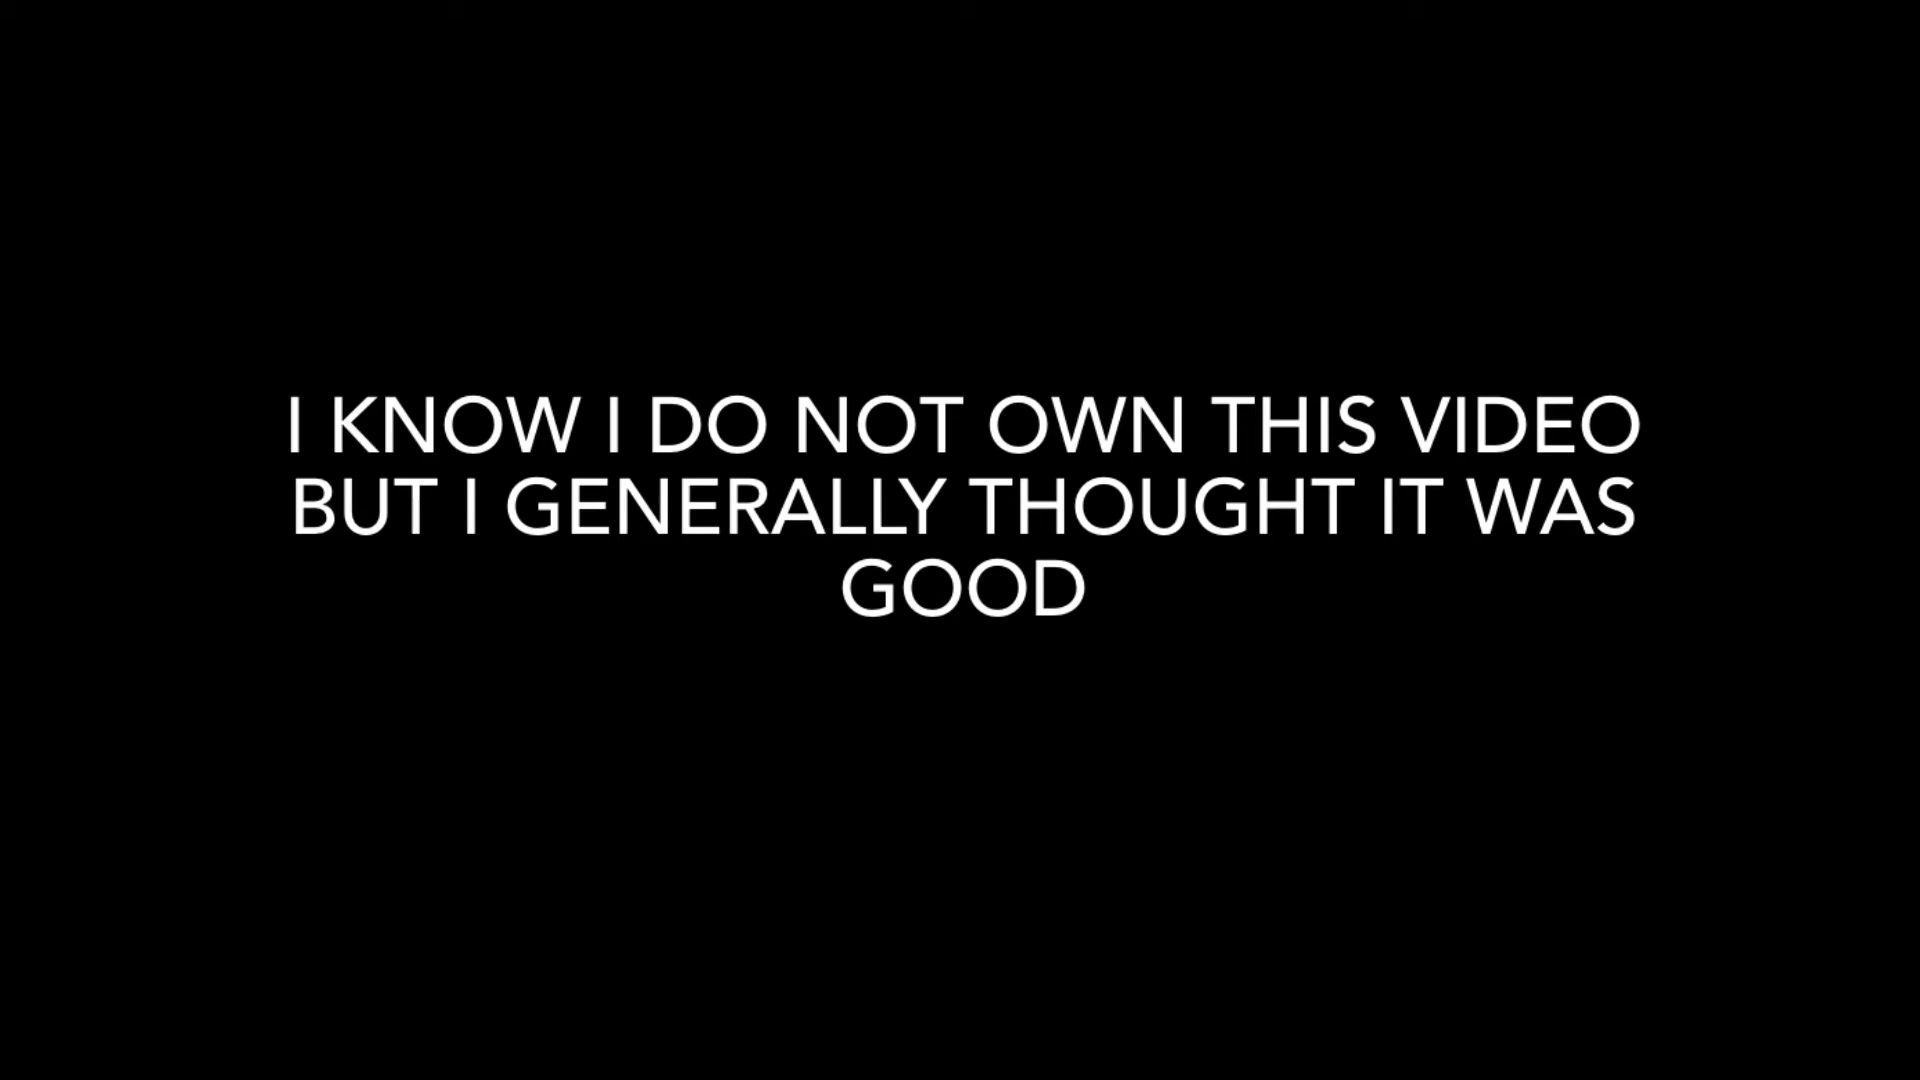 I KNOW I DO NOT OWN THIS VIDEO
BUT I GENERALLY THOUGHT IT WAS
GOOD